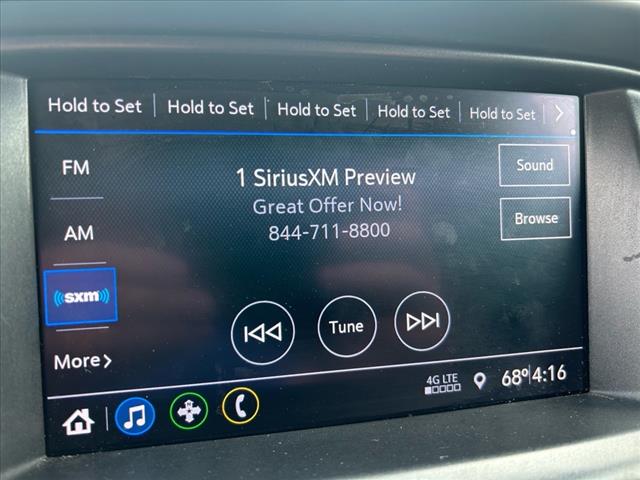 Hold to Set | Hold to Set | Hold to Set | Hold to Set | Hold to Set
FM
AM
((sxm))
More
1 SiriusXM Preview
Great Offer Now!
844-711-8800
Sound
Browse
Tune
4G LTE
68° 4:16